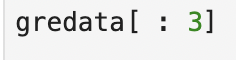 gredata[ : 3]